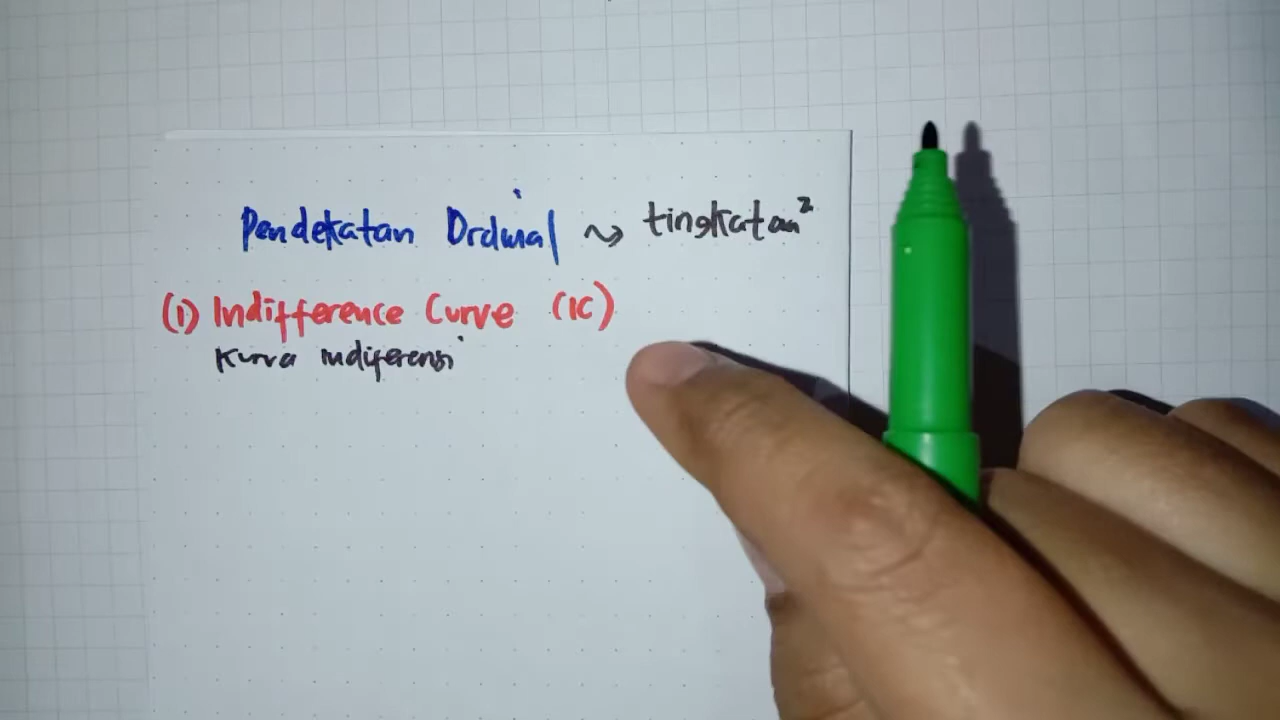 Pendekatan Ordinal ⤳ tingkatan²
(1) Indifference Curve (IC)
Kurva indiferensi